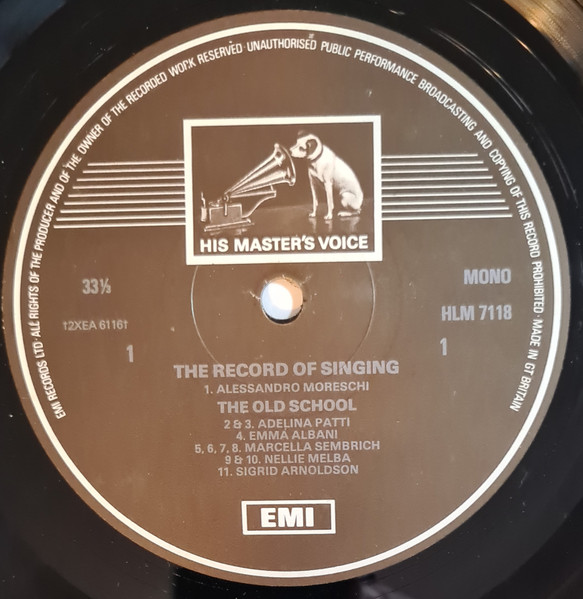 EMI RECORDS LTD · ALL RIGHTS OF THE PRODUCER AND OF THE OWNER OF THE RECORDED WORK RESERVED · UNAUTHORISED PUBLIC PERFORMANCE BROADCASTING AND COPYING OF THIS RECORD PROHIBITED · MADE IN GT BRITAIN
HIS MASTER'S VOICE
33⅓
MONO
†2XEA 6116†
HLM 7118
1
1
THE RECORD OF SINGING
1. ALESSANDRO MORESCHI
THE OLD SCHOOL
2 & 3. ADELINA PATTI
4. EMMA ALBANI
5, 6, 7, 8. MARCELLA SEMBRICH
9 & 10. NELLIE MELBA
11. SIGRID ARNOLDSON
EMI